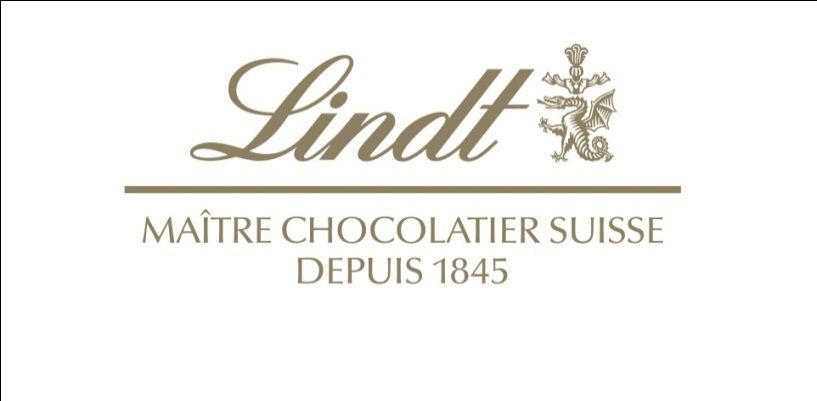 Lindt
MAÎTRE CHOCOLATIER SUISSE
DEPUIS 1845